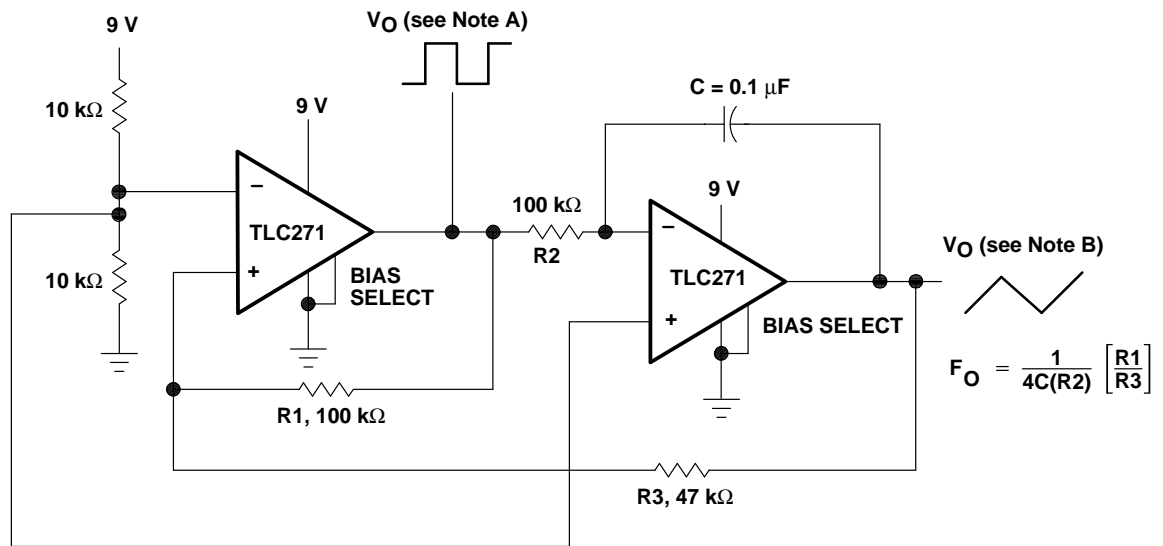 9 V
VO (see Note A)
10 kΩ
9 V
C = 0.1 μF
−
TLC271
+
10 kΩ
BIAS
SELECT
100 kΩ
R2
9 V
−
TLC271
+
BIAS SELECT
VO (see Note B)
FO = 1/4C(R2) [R1/R3]
R1, 100 kΩ
R3, 47 kΩ